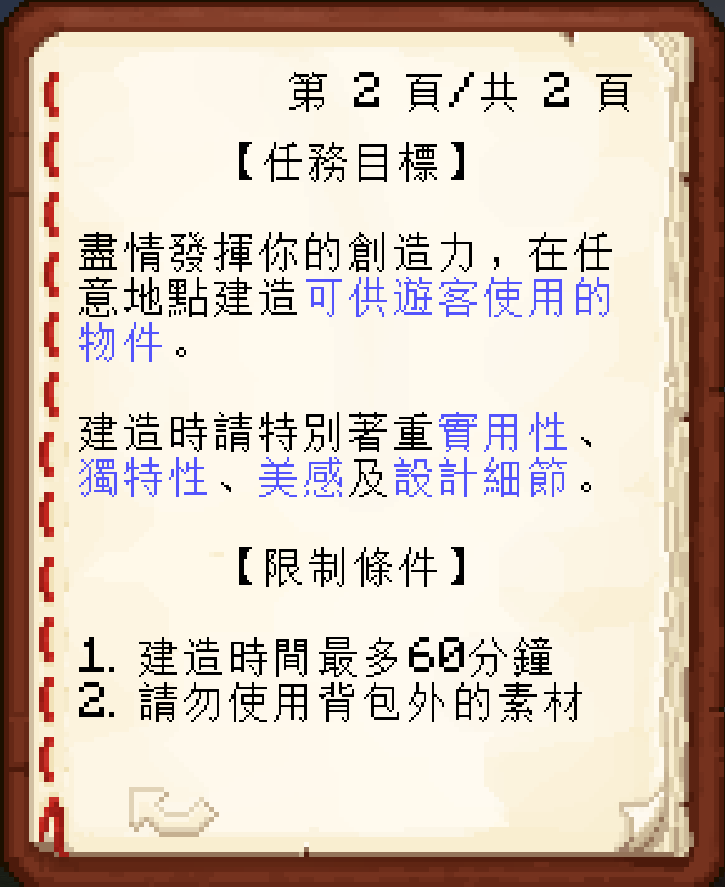 第 2 頁/共 2 頁
【任務目標】
盡情發揮你的創造力，在任
意地點建造可供遊客使用的
物件。
建造時請特別著重實用性、
獨特性、美感及設計細節。
【限制條件】
1. 建造時間最多60分鐘
2. 請勿使用背包外的素材